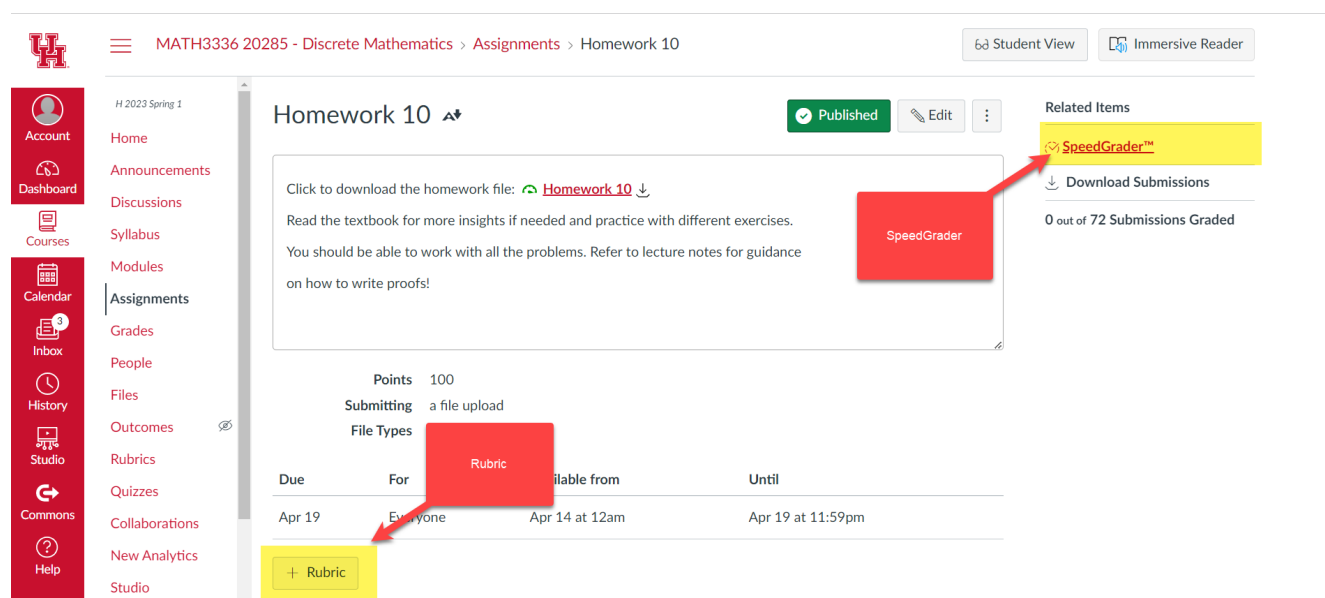 UH
MATH3336 20285 - Discrete Mathematics > Assignments > Homework 10
Student View
Immersive Reader
Account
Dashboard
Courses
Calendar
3
Inbox
History
Studio
Commons
Help
H 2023 Spring 1
Home
Announcements
Discussions
Syllabus
Modules
Assignments
Grades
People
Files
Outcomes
Rubrics
Quizzes
Collaborations
New Analytics
Studio
Homework 10
Published
Edit
Click to download the homework file: Homework 10
Read the textbook for more insights if needed and practice with different exercises.
You should be able to work with all the problems. Refer to lecture notes for guidance
on how to write proofs!
Points 100
Submitting a file upload
File Types
Rubric
Due For ilable from Until
Apr 19 Everyone Apr 14 at 12am Apr 19 at 11:59pm
+ Rubric
Related Items
SpeedGrader™
Download Submissions
0 out of 72 Submissions Graded
SpeedGrader